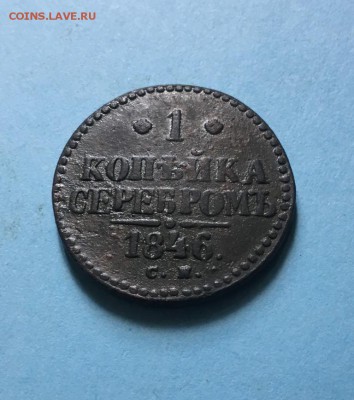 COINS.LAVE.RU
1
КОПѢЙКА
СЕРЕБРОМЪ
1846.
С.М.